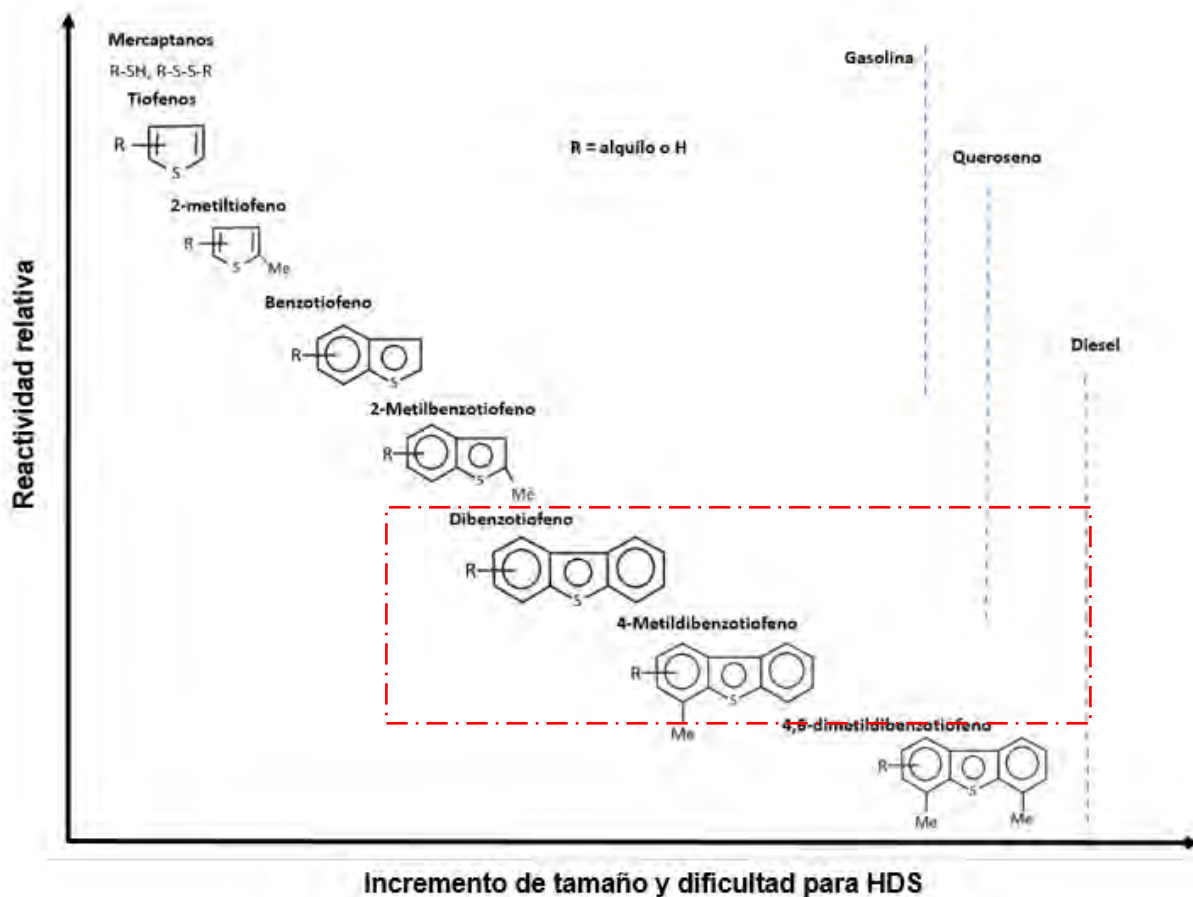 Mercaptanos
R-SH, R-S-S-R
Tiofenos
R
S
2-metiltiofeno
R
S
Me
Benzotiofeno
R
S
2-Metilbenzotiofeno
R
S
Me
Dibenzotiofeno
R
S
4-Metildibenzotiofeno
R
S
Me
4,6-dimetildibenzotiofeno
R
S
Me
Me
R = alquilo o H
Gasolina
Queroseno
Diesel
Reactividad relativa
Incremento de tamaño y dificultad para HDS